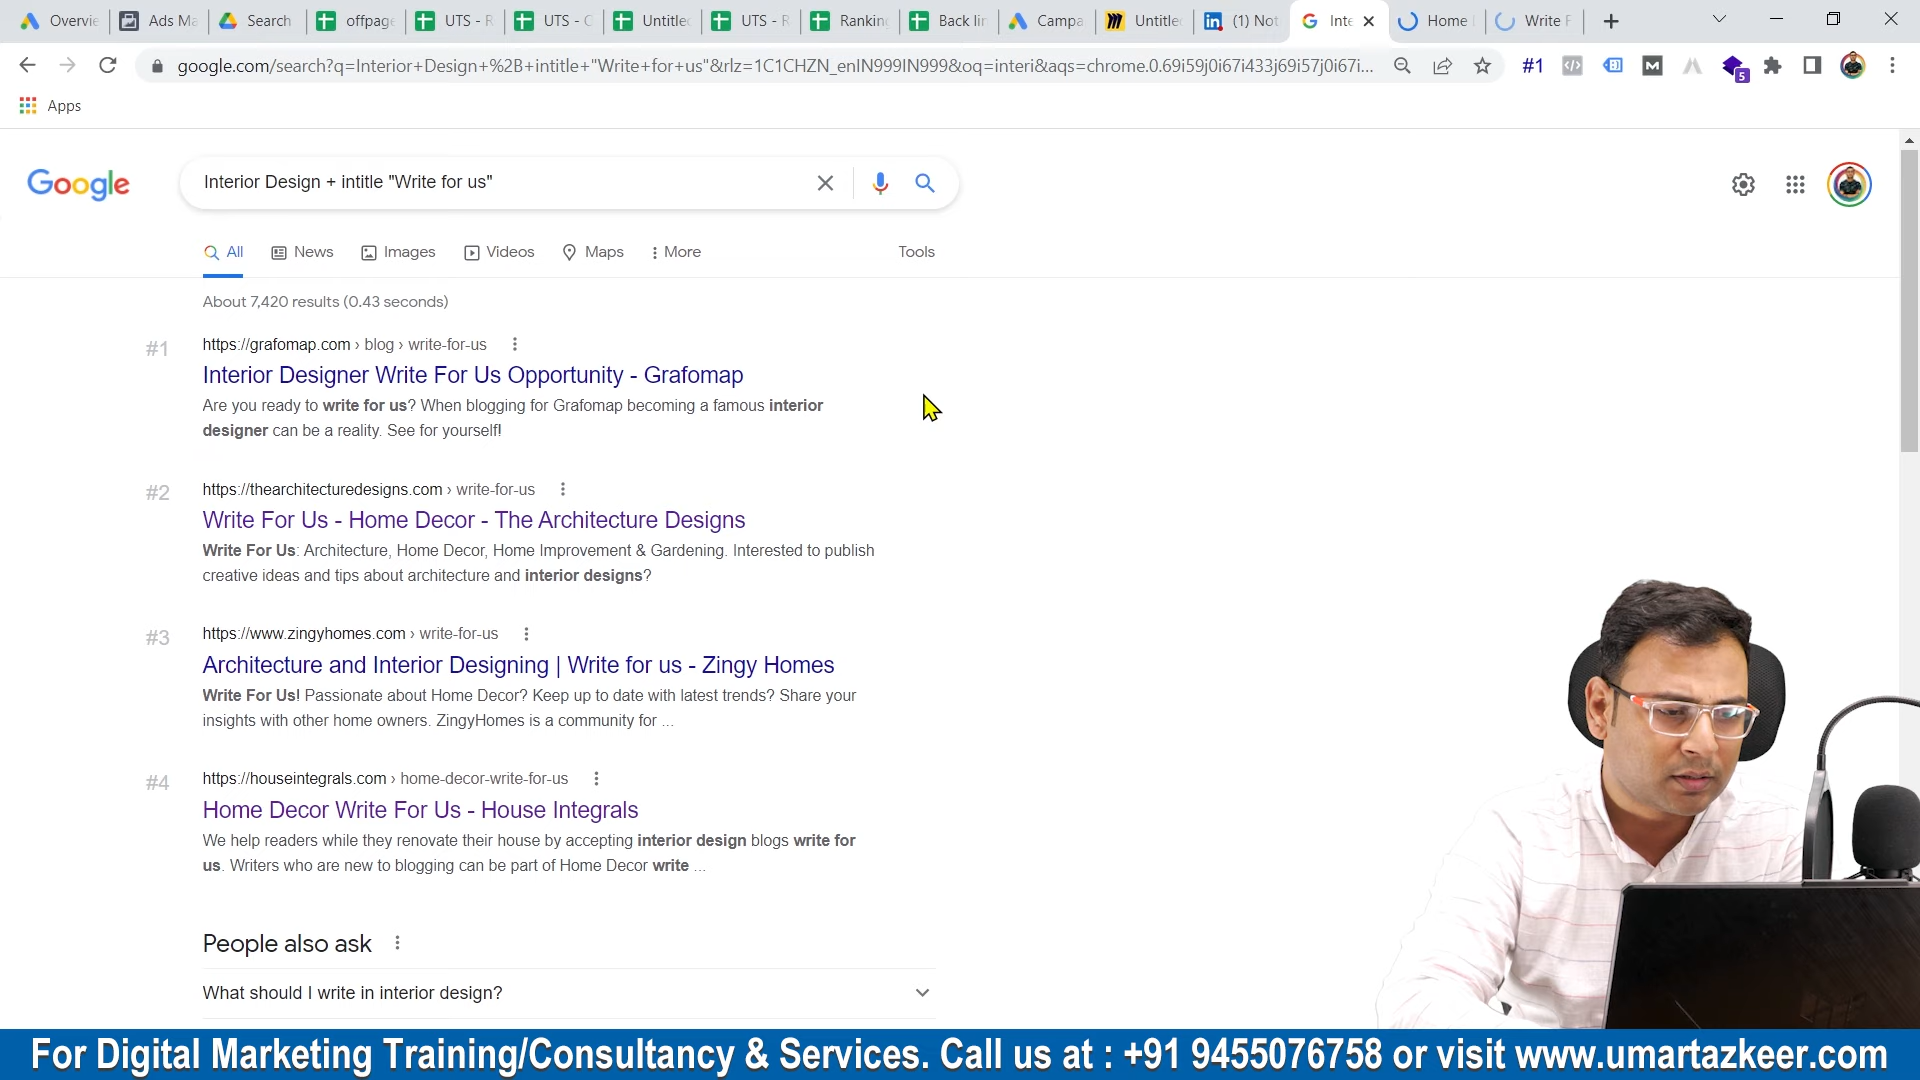 Overvie
Ads Ma
Search
offpage
UTS - R
UTS - C
Untitled
UTS - R
Ranking
Back lin
Campa
Untitled
(1) Not
Inte
Home
Write F
google.com/search?q=Interior+Design+%2B+intitle+"Write+for+us"&rlz=1C1CHZN_enIN999IN999&oq=interi&aqs=chrome.0.69i59j0i67i433j69i57j0i67i...
#1
5
Apps
Google
Interior Design + intitle "Write for us"
All
News
Images
Videos
Maps
More
Tools
About 7,420 results (0.43 seconds)
#1
https://grafomap.com › blog › write-for-us
Interior Designer Write For Us Opportunity - Grafomap
Are you ready to write for us? When blogging for Grafomap becoming a famous interior
designer can be a reality. See for yourself!
#2
https://thearchitecturedesigns.com › write-for-us
Write For Us - Home Decor - The Architecture Designs
Write For Us: Architecture, Home Decor, Home Improvement & Gardening. Interested to publish
creative ideas and tips about architecture and interior designs?
#3
https://www.zingyhomes.com › write-for-us
Architecture and Interior Designing | Write for us - Zingy Homes
Write For Us! Passionate about Home Decor? Keep up to date with latest trends? Share your
insights with other home owners. ZingyHomes is a community for ...
#4
https://houseintegrals.com › home-decor-write-for-us
Home Decor Write For Us - House Integrals
We help readers while they renovate their house by accepting interior design blogs write for
us. Writers who are new to blogging can be part of Home Decor write ...
People also ask
What should I write in interior design?
For Digital Marketing Training/Consultancy & Services. Call us at : +91 9455076758 or visit www.umartazkeer.com